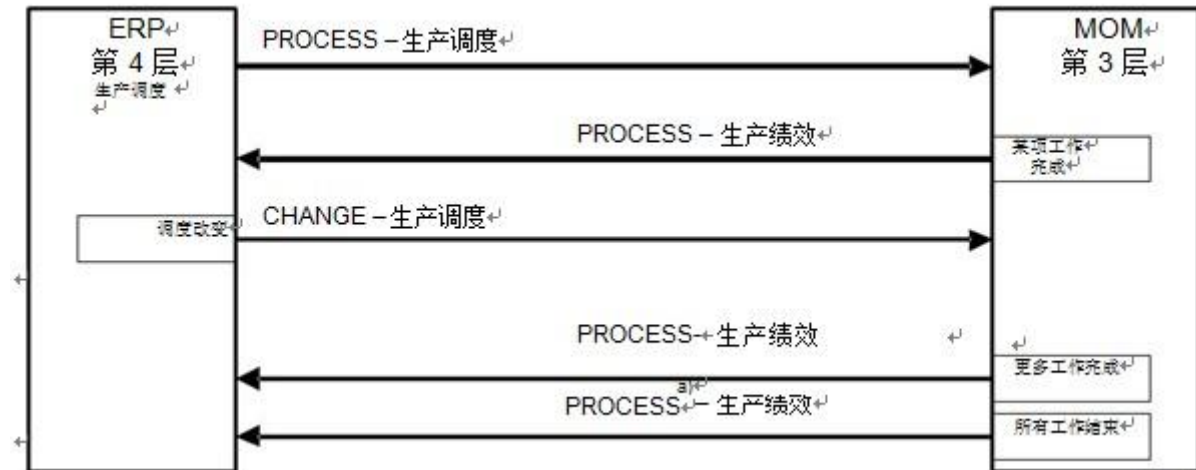 ERP
第 4 层
生产调度
MOM
第 3 层
PROCESS – 生产调度
PROCESS – 生产绩效
某项工作
完成
CHANGE – 生产调度
调度改变
PROCESS- 生产绩效
更多工作完成
a)
PROCESS – 生产绩效
所有工作结束